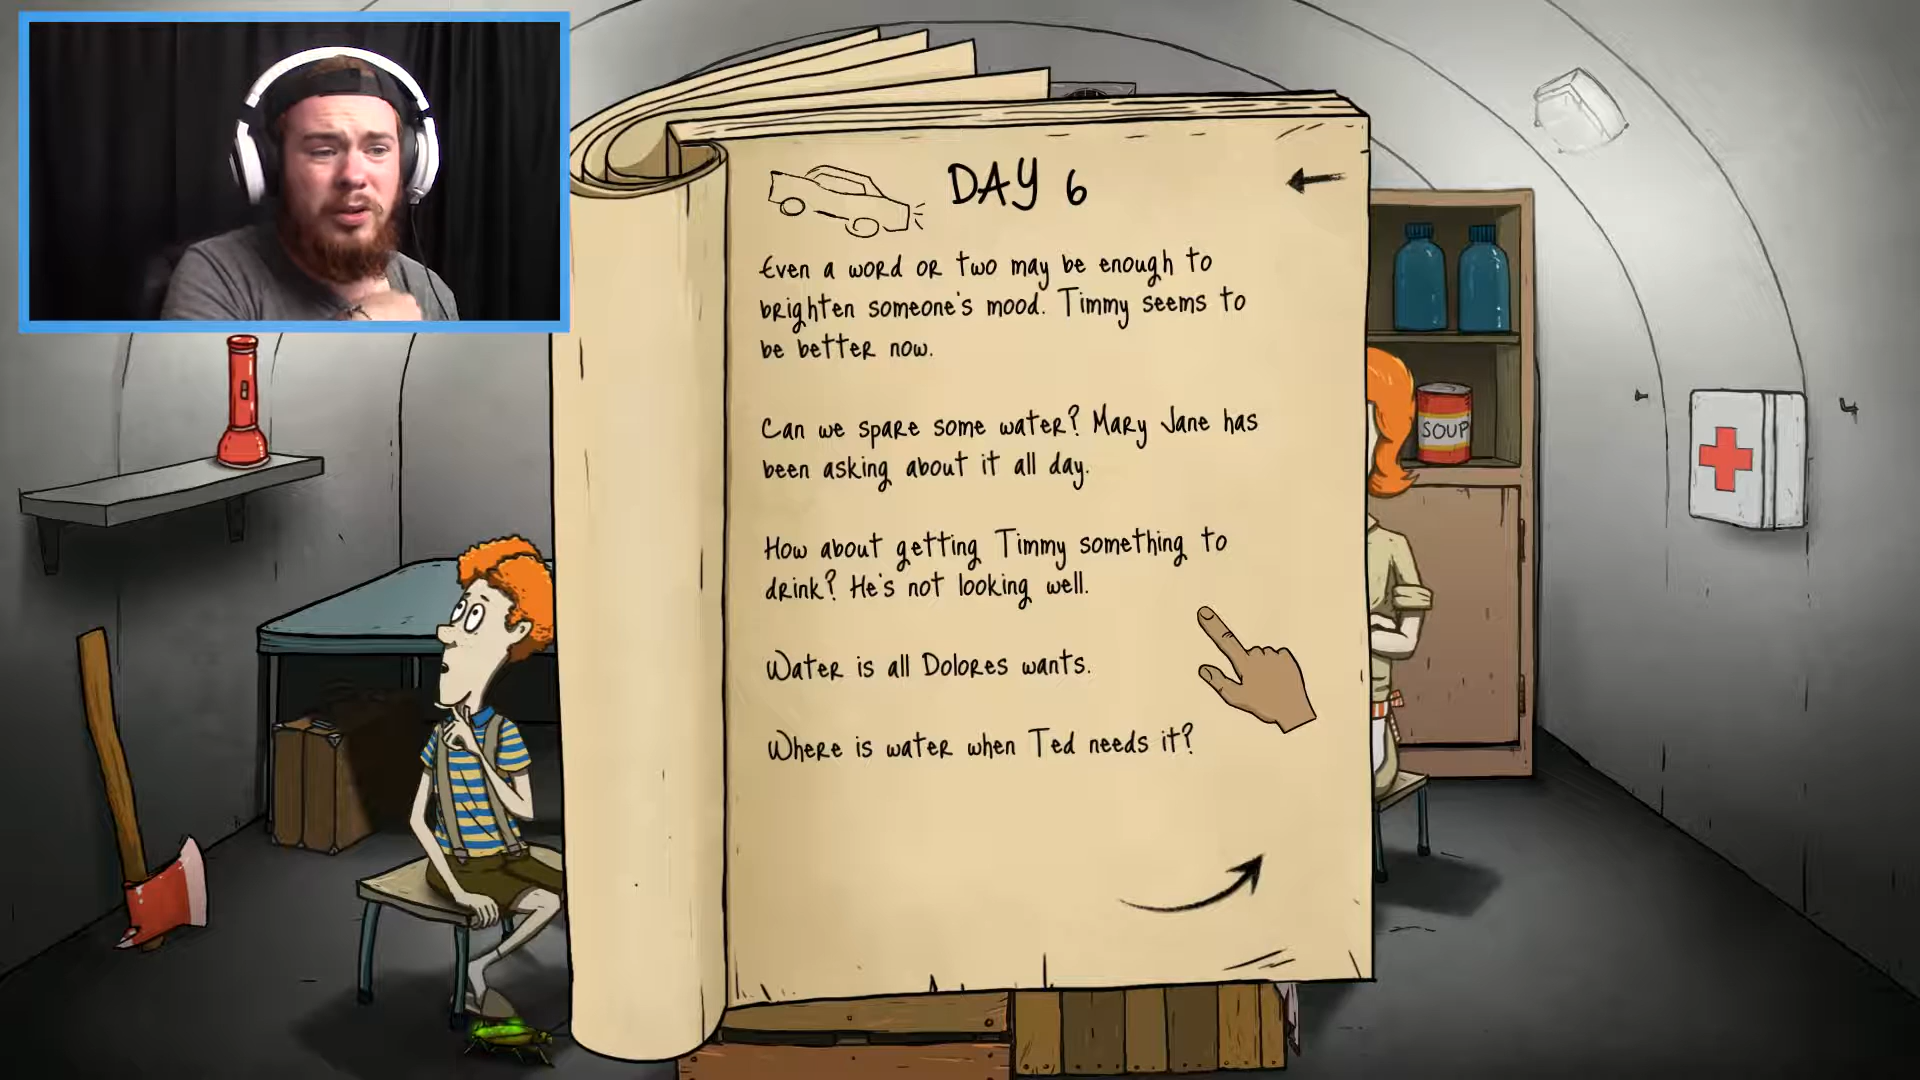 DAY 6
Even a word or two may be enough to
brighten someone's mood. Timmy seems to
be better now.
Can we spare some water? Mary Jane has
been asking about it all day.
How about getting Timmy something to
drink? He's not looking well.
Water is all Dolores wants.
Where is water when Ted needs it?
SOUP